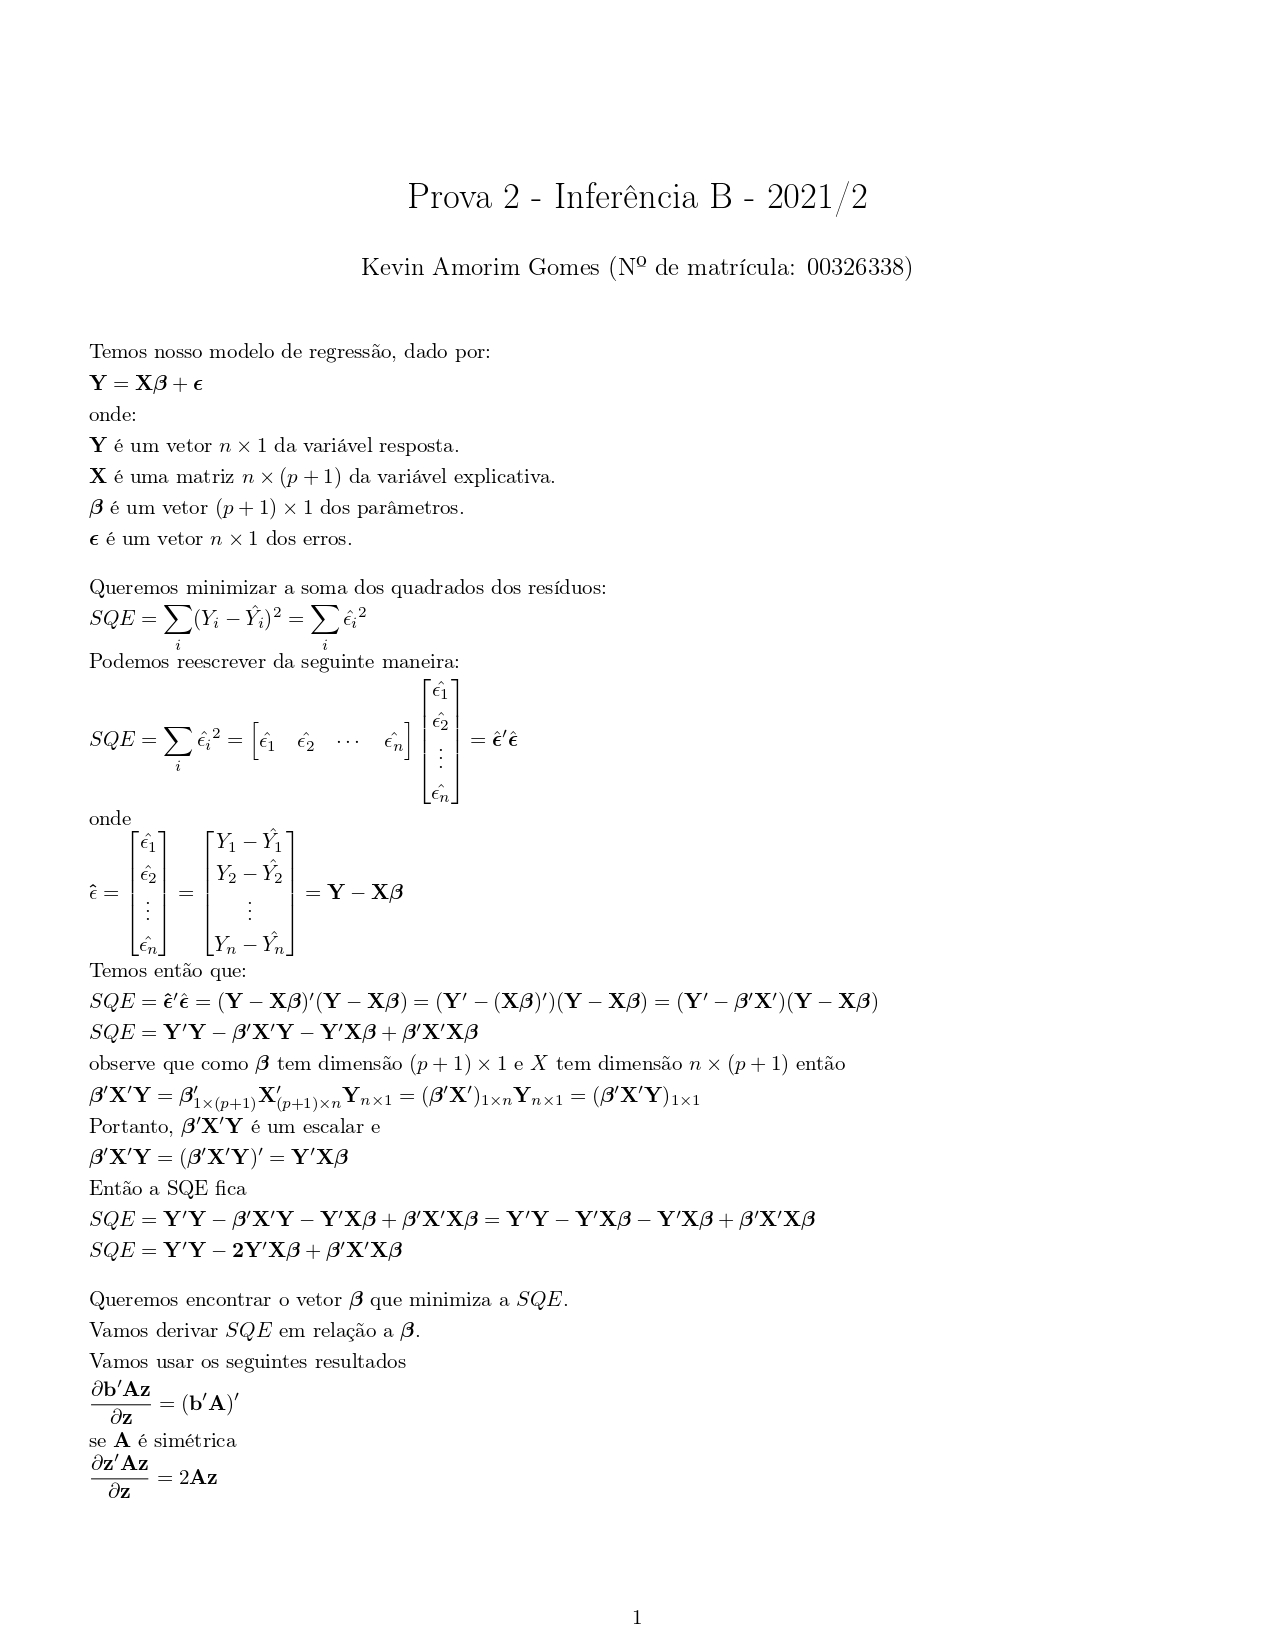 Prova 2 - Inferência B - 2021/2
Kevin Amorim Gomes (Nº de matrícula: 00326338)
Temos nosso modelo de regressão, dado por:
$\mathbf{Y} = \mathbf{X}\boldsymbol{\beta} + \boldsymbol{\epsilon}$
onde:
$\mathbf{Y}$ é um vetor $n \times 1$ da variável resposta.
$\mathbf{X}$ é uma matriz $n \times (p+1)$ da variável explicativa.
$\boldsymbol{\beta}$ é um vetor $(p+1) \times 1$ dos parâmetros.
$\boldsymbol{\epsilon}$ é um vetor $n \times 1$ dos erros.
Queremos minimizar a soma dos quadrados dos resíduos:
$SQE = \sum_i (Y_i - \hat{Y_i})^2 = \sum_i \hat{\epsilon_i}^2$
Podemos reescrever da seguinte maneira:
$SQE = \sum_i \hat{\epsilon_i}^2 = \begin{bmatrix} \hat{\epsilon_1} & \hat{\epsilon_2} & \cdots & \hat{\epsilon_n} \end{bmatrix} \begin{bmatrix} \hat{\epsilon_1} \\ \hat{\epsilon_2} \\ \vdots \\ \hat{\epsilon_n} \end{bmatrix} = \hat{\boldsymbol{\epsilon}}'\hat{\boldsymbol{\epsilon}}$
onde
$\hat{\epsilon} = \begin{bmatrix} \hat{\epsilon_1} \\ \hat{\epsilon_2} \\ \vdots \\ \hat{\epsilon_n} \end{bmatrix} = \begin{bmatrix} Y_1 - \hat{Y_1} \\ Y_2 - \hat{Y_2} \\ \vdots \\ Y_n - \hat{Y_n} \end{bmatrix} = \mathbf{Y} - \mathbf{X}\boldsymbol{\beta}$
Temos então que:
$SQE = \hat{\boldsymbol{\epsilon}}'\hat{\boldsymbol{\epsilon}} = (\mathbf{Y} - \mathbf{X}\boldsymbol{\beta})'(\mathbf{Y} - \mathbf{X}\boldsymbol{\beta}) = (\mathbf{Y}' - (\mathbf{X}\boldsymbol{\beta})')(\mathbf{Y} - \mathbf{X}\boldsymbol{\beta}) = (\mathbf{Y}' - \boldsymbol{\beta}'\mathbf{X}')(\mathbf{Y} - \mathbf{X}\boldsymbol{\beta})$
$SQE = \mathbf{Y}'\mathbf{Y} - \boldsymbol{\beta}'\mathbf{X}'\mathbf{Y} - \mathbf{Y}'\mathbf{X}\boldsymbol{\beta} + \boldsymbol{\beta}'\mathbf{X}'\mathbf{X}\boldsymbol{\beta}$
observe que como $\boldsymbol{\beta}$ tem dimensão $(p+1) \times 1$ e $X$ tem dimensão $n \times (p+1)$ então
$\boldsymbol{\beta}'\mathbf{X}'\mathbf{Y} = \boldsymbol{\beta}'_{1 \times (p+1)}\mathbf{X}'_{(p+1) \times n}\mathbf{Y}_{n \times 1} = (\boldsymbol{\beta}'\mathbf{X}')_{1 \times n}\mathbf{Y}_{n \times 1} = (\boldsymbol{\beta}'\mathbf{X}'\mathbf{Y})_{1 \times 1}$
Portanto, $\boldsymbol{\beta}'\mathbf{X}'\mathbf{Y}$ é um escalar e
$\boldsymbol{\beta}'\mathbf{X}'\mathbf{Y} = (\boldsymbol{\beta}'\mathbf{X}'\mathbf{Y})' = \mathbf{Y}'\mathbf{X}\boldsymbol{\beta}$
Então a SQE fica
$SQE = \mathbf{Y}'\mathbf{Y} - \boldsymbol{\beta}'\mathbf{X}'\mathbf{Y} - \mathbf{Y}'\mathbf{X}\boldsymbol{\beta} + \boldsymbol{\beta}'\mathbf{X}'\mathbf{X}\boldsymbol{\beta} = \mathbf{Y}'\mathbf{Y} - \mathbf{Y}'\mathbf{X}\boldsymbol{\beta} - \mathbf{Y}'\mathbf{X}\boldsymbol{\beta} + \boldsymbol{\beta}'\mathbf{X}'\mathbf{X}\boldsymbol{\beta}$
$SQE = \mathbf{Y}'\mathbf{Y} - \mathbf{2Y}'\mathbf{X}\boldsymbol{\beta} + \boldsymbol{\beta}'\mathbf{X}'\mathbf{X}\boldsymbol{\beta}$
Queremos encontrar o vetor $\boldsymbol{\beta}$ que minimiza a $SQE$.
Vamos derivar $SQE$ em relação a $\boldsymbol{\beta}$.
Vamos usar os seguintes resultados
$\frac{\partial \mathbf{b}'\mathbf{A}\mathbf{z}}{\partial \mathbf{z}} = (\mathbf{b}'\mathbf{A})'$
se $\mathbf{A}$ é simétrica
$\frac{\partial \mathbf{z}'\mathbf{A}\mathbf{z}}{\partial \mathbf{z}} = 2\mathbf{A}\mathbf{z}$
1